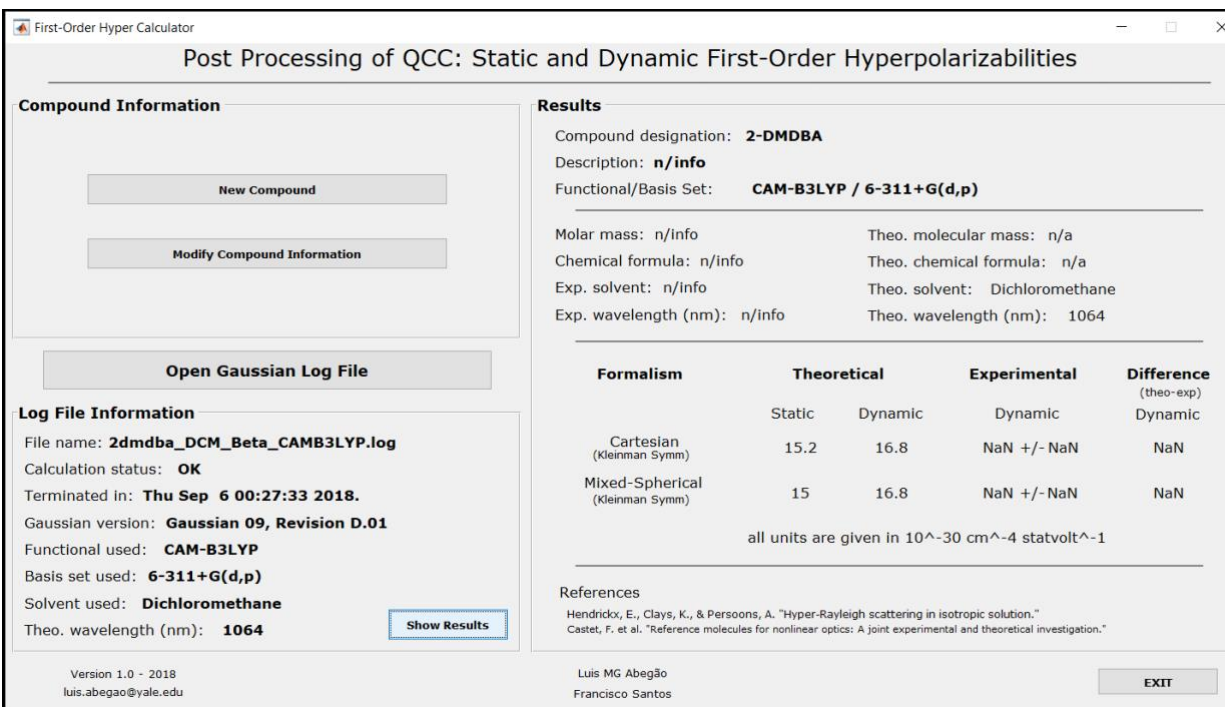 First-Order Hyper Calculator
Post Processing of QCC: Static and Dynamic First-Order Hyperpolarizabilities
Compound Information
New Compound
Modify Compound Information
Open Gaussian Log File
Log File Information
File name: 2dmdba_DCM_Beta_CAMB3LYP.log
Calculation status: OK
Terminated in: Thu Sep 6 00:27:33 2018.
Gaussian version: Gaussian 09, Revision D.01
Functional used: CAM-B3LYP
Basis set used: 6-311+G(d,p)
Solvent used: Dichloromethane
Theo. wavelength (nm): 1064
Show Results
Results
Compound designation: 2-DMDBA
Description: n/info
Functional/Basis Set: CAM-B3LYP / 6-311+G(d,p)
Molar mass: n/info Theo. molecular mass: n/a
Chemical formula: n/info Theo. chemical formula: n/a
Exp. solvent: n/info Theo. solvent: Dichloromethane
Exp. wavelength (nm): n/info Theo. wavelength (nm): 1064
Formalism Theoretical Experimental Difference
(theo-exp)
Static Dynamic Dynamic Dynamic
Cartesian 15.2 16.8 NaN +/- NaN NaN
(Kleinman Symm)
Mixed-Spherical 15 16.8 NaN +/- NaN NaN
(Kleinman Symm)
all units are given in 10^-30 cm^-4 statvolt^-1
References
Hendrickx, E., Clays, K., & Persoons, A. "Hyper-Rayleigh scattering in isotropic solution."
Castet, F. et al. "Reference molecules for nonlinear optics: A joint experimental and theoretical investigation."
Version 1.0 - 2018
luis.abegao@yale.edu
Luis MG Abegão
Francisco Santos
EXIT